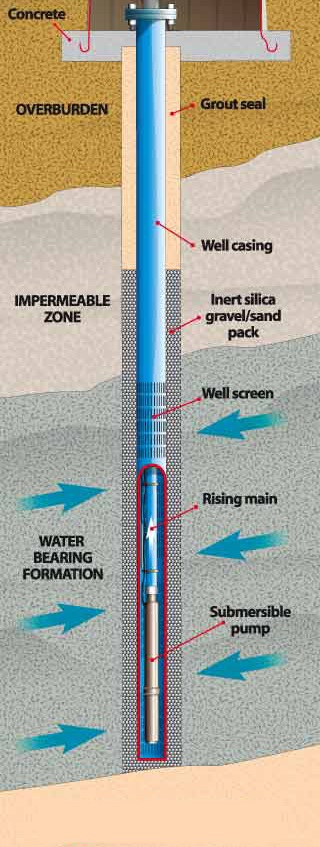 Concrete
OVERBURDEN
Grout seal
Well casing
IMPERMEABLE
ZONE
Inert silica
gravel/sand
pack
Well screen
Rising main
WATER
BEARING
FORMATION
Submersible
pump